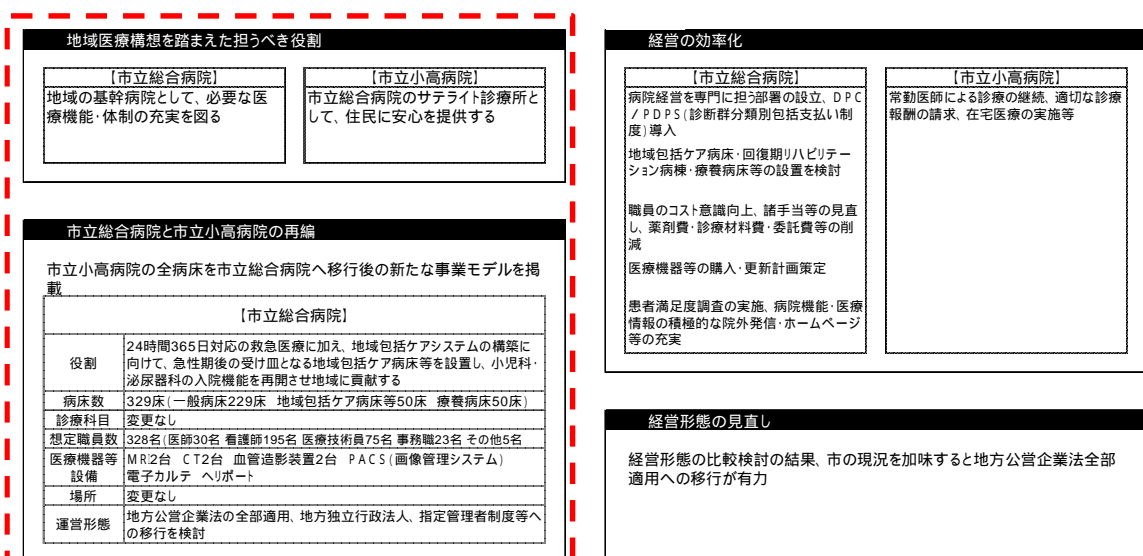 地域医療構想を踏まえた担うべき役割
【市立総合病院】
地域の基幹病院として、必要な医
療機能・体制の充実を図る
【市立小高病院】
市立総合病院のサテライト診療所と
して、住民に安心を提供する
市立総合病院と市立小高病院の再編
市立小高病院の全病床を市立総合病院へ移行後の新たな事業モデルを掲
載
【市立総合病院】
役割
24時間365日対応の救急医療に加え、地域包括ケアシステムの構築に
向けて、急性期後の受け皿となる地域包括ケア病床等を設置し、小児科・
泌尿器科の入院機能を再開させ地域に貢献する
病床数 329床(一般病床229床 地域包括ケア病床等50床 療養病床50床)
診療科目 変更なし
想定職員数 328名(医師30名 看護師195名 医療技術員75名 事務職23名 その他5名
医療機器等
設備
MRI2台 CT2台 血管造影装置2台 PACS(画像管理システム)
電子カルテ ヘリポート
場所 変更なし
運営形態
地方公営企業法の全部適用、地方独立行政法人、指定管理者制度等へ
の移行を検討
経営の効率化
【市立総合病院】
病院経営を専門に担う部署の設立、DPC
/PDPS(診断群分類別包括支払い制
度)導入
地域包括ケア病床・回復期リハビリテー
ション病棟・療養病床等の設置を検討
職員のコスト意識向上、諸手当等の見直
し、薬剤費・診療材料費・委託費等の削
減
医療機器等の購入・更新計画策定
患者満足度調査の実施、病院機能・医療
情報の積極的な院外発信・ホームページ
等の充実
【市立小高病院】
常勤医師による診療の継続、適切な診療
報酬の請求、在宅医療の実施等
経営形態の見直し
経営形態の比較検討の結果、市の現況を加味すると地方公営企業法全部
適用への移行が有力